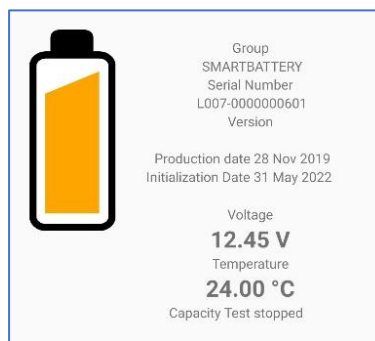 Group
SMARTBATTERY
Serial Number
L007-0000000601
Version
Production date 28 Nov 2019
Initialization Date 31 May 2022
Voltage
12.45 V
Temperature
24.00 °C
Capacity Test stopped